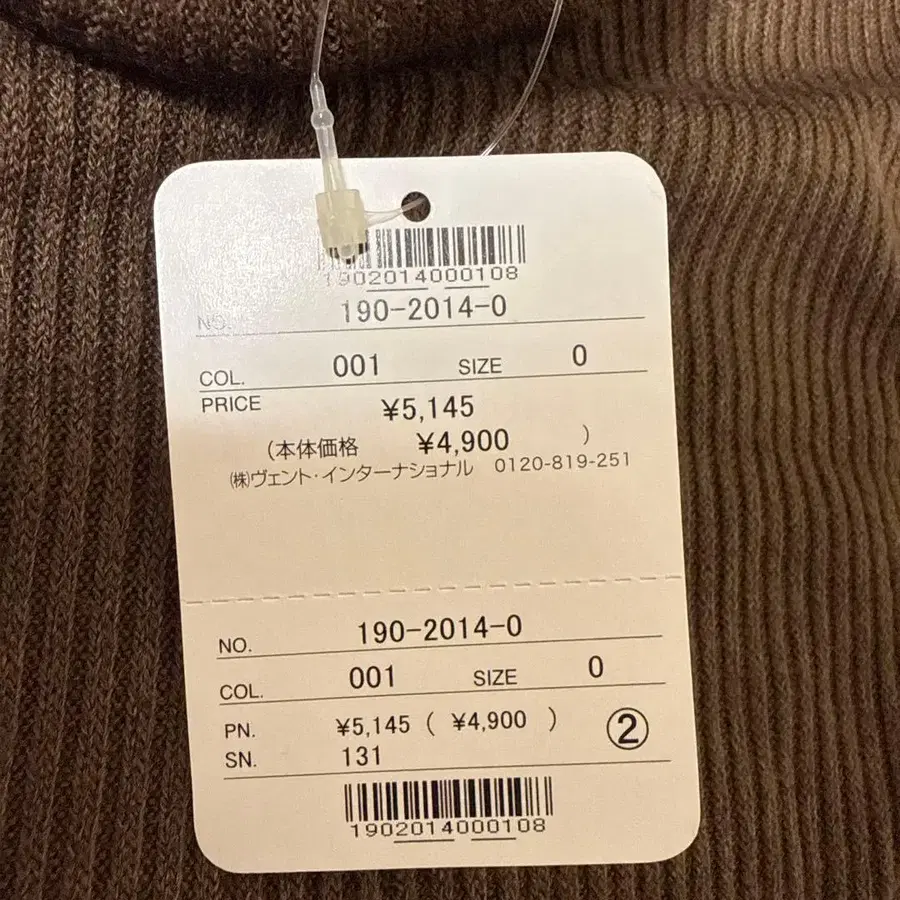 1902014000108
NO. 190-2014-0
COL. 001 SIZE 0
PRICE ¥5,145
(本体価格 ¥4,900 )
㈱ヴェント・インターナショナル 0120-819-251
NO. 190-2014-0
COL. 001 SIZE 0
PN. ¥5,145 ( ¥4,900 ) ②
SN. 131
1902014000108